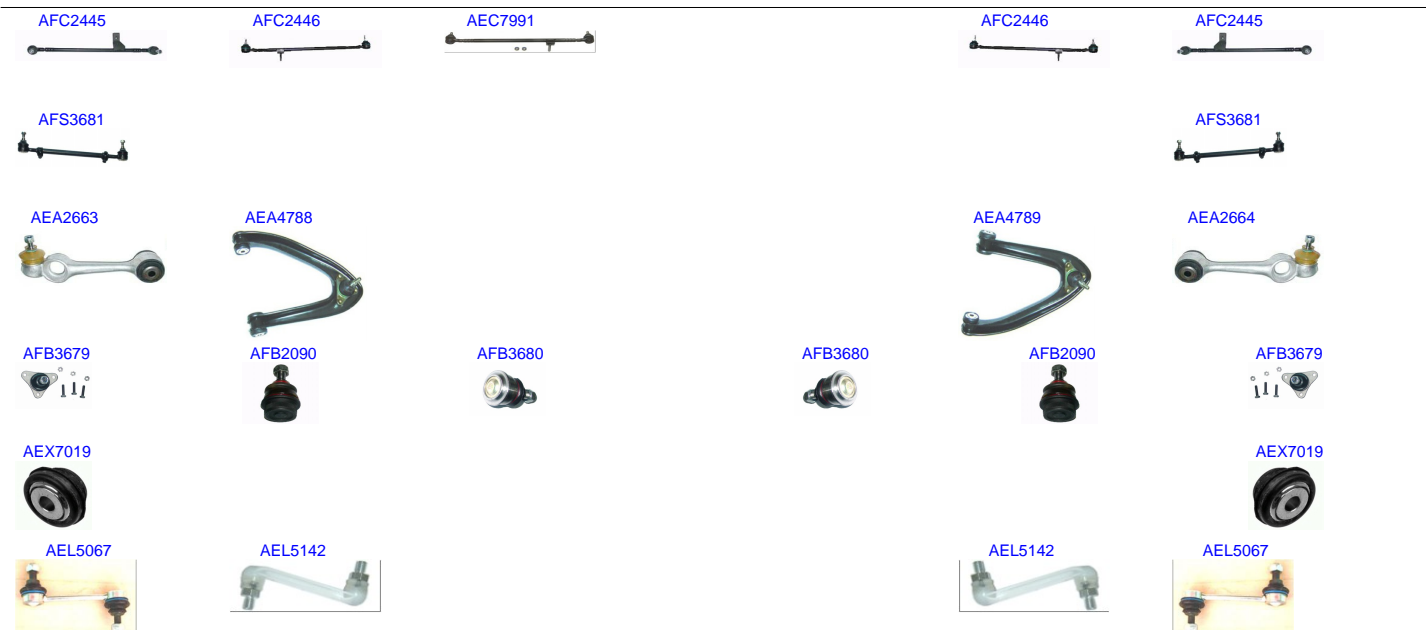 AFC2445 AFC2446 AEC7991 AFC2446 AFC2445
AFS3681 AFS3681
AEA2663 AEA4788 AEA4789 AEA2664
AFB3679 AFB2090 AFB3680 AFB3680 AFB2090 AFB3679
AEX7019 AEX7019
AEL5067 AEL5142 AEL5142 AEL5067